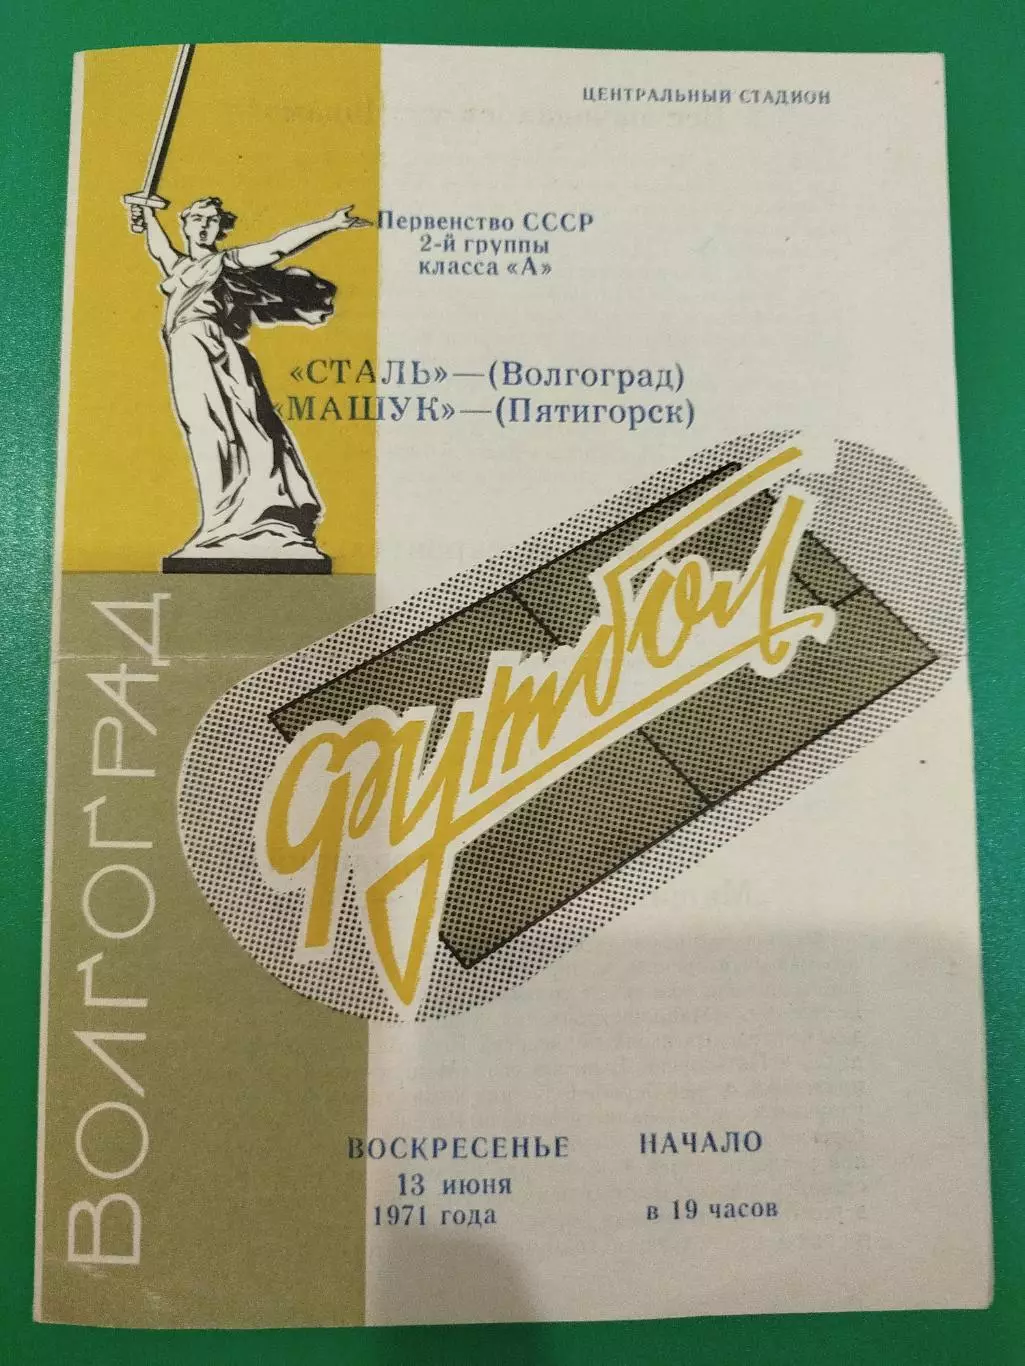 ЦЕНТРАЛЬНЫЙ СТАДИОН
Первенство СССР
2-й группы
класса «А»
«СТАЛЬ»—(Волгоград)
«МАШУК»—(Пятигорск)
футбол
ВОЛГОГРАД
ВОСКРЕСЕНЬЕ
13 июня
1971 года
НАЧАЛО
в 19 часов